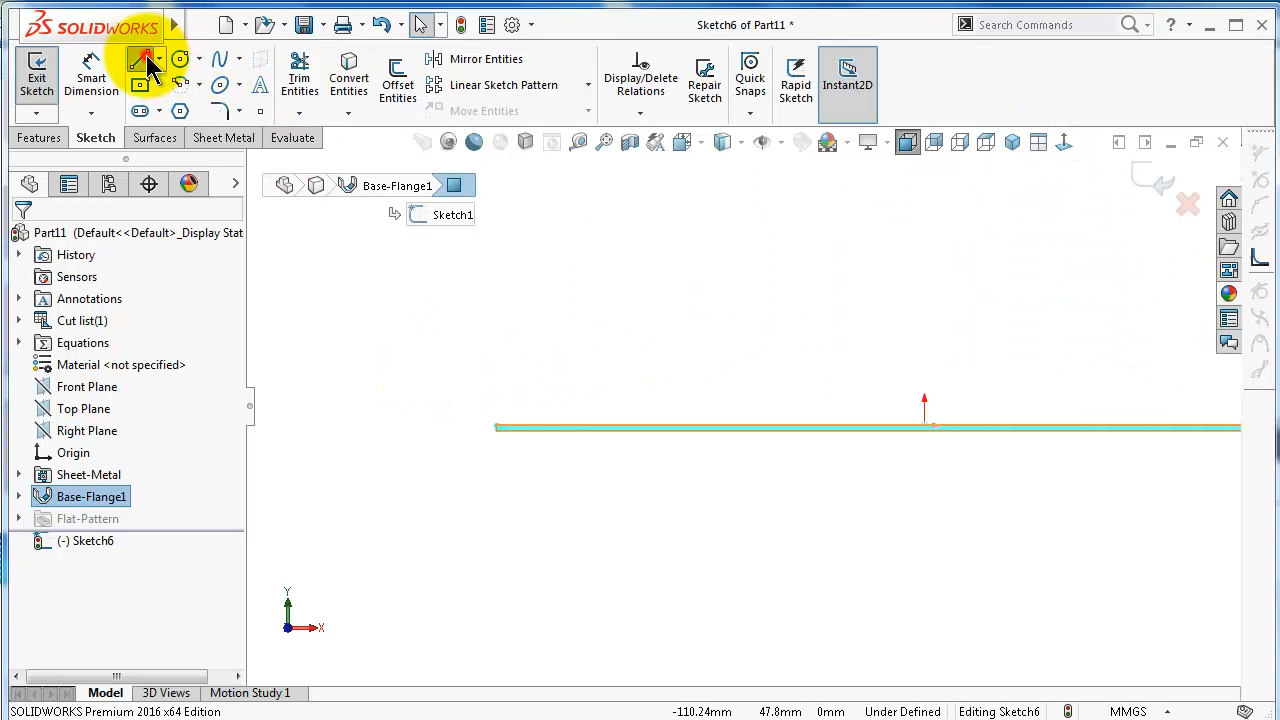 SOLIDWORKS
Sketch6 of Part11 *
Search Commands
?
Exit Sketch
Smart Dimension
Trim Entities
Convert Entities
Offset Entities
Mirror Entities
Linear Sketch Pattern
Move Entities
Display/Delete Relations
Repair Sketch
Quick Snaps
Rapid Sketch
Instant2D
Features
Sketch
Surfaces
Sheet Metal
Evaluate
Base-Flange1
Sketch1
Part11 (Default<<Default>_Display Stat
History
Sensors
Annotations
Cut list(1)
Equations
Material <not specified>
Front Plane
Top Plane
Right Plane
Origin
Sheet-Metal
Base-Flange1
Flat-Pattern
(-) Sketch6
Y
X
Model
3D Views
Motion Study 1
SOLIDWORKS Premium 2016 x64 Edition
-110.24mm
47.8mm
0mm
Under Defined
Editing Sketch6
MMGS